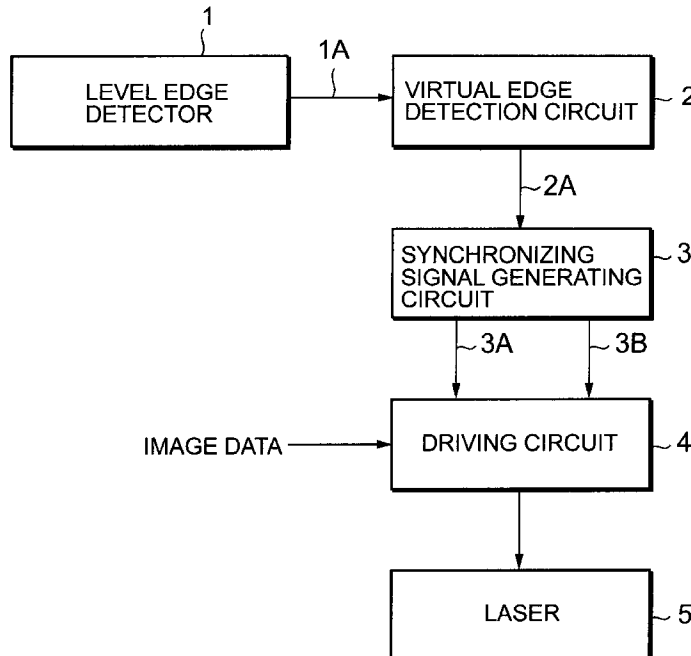 1
LEVEL EDGE
DETECTOR
1A
VIRTUAL EDGE
DETECTION CIRCUIT
2
2A
SYNCHRONIZING
SIGNAL GENERATING
CIRCUIT
3
3A
3B
IMAGE DATA
DRIVING CIRCUIT
4
LASER
5